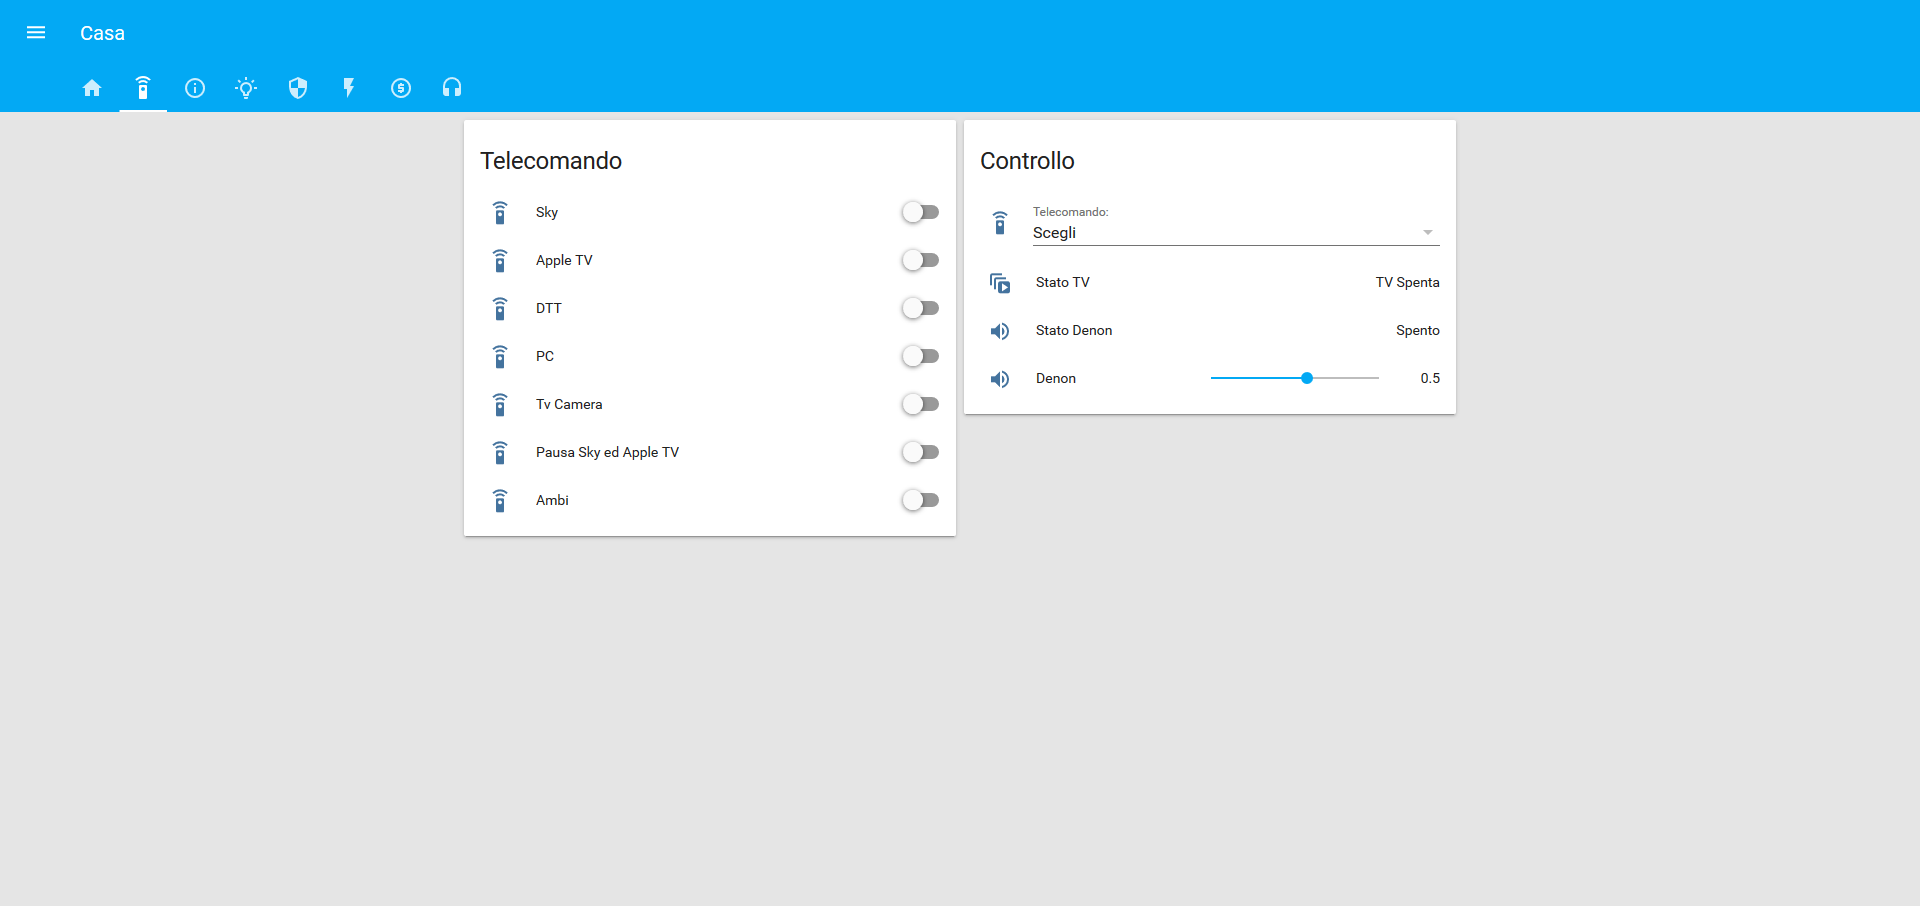 Casa
Telecomando
Sky
Apple TV
DTT
PC
Tv Camera
Pausa Sky ed Apple TV
Ambi
Controllo
Telecomando:
Scegli
Stato TV TV Spenta
Stato Denon Spento
Denon 0.5